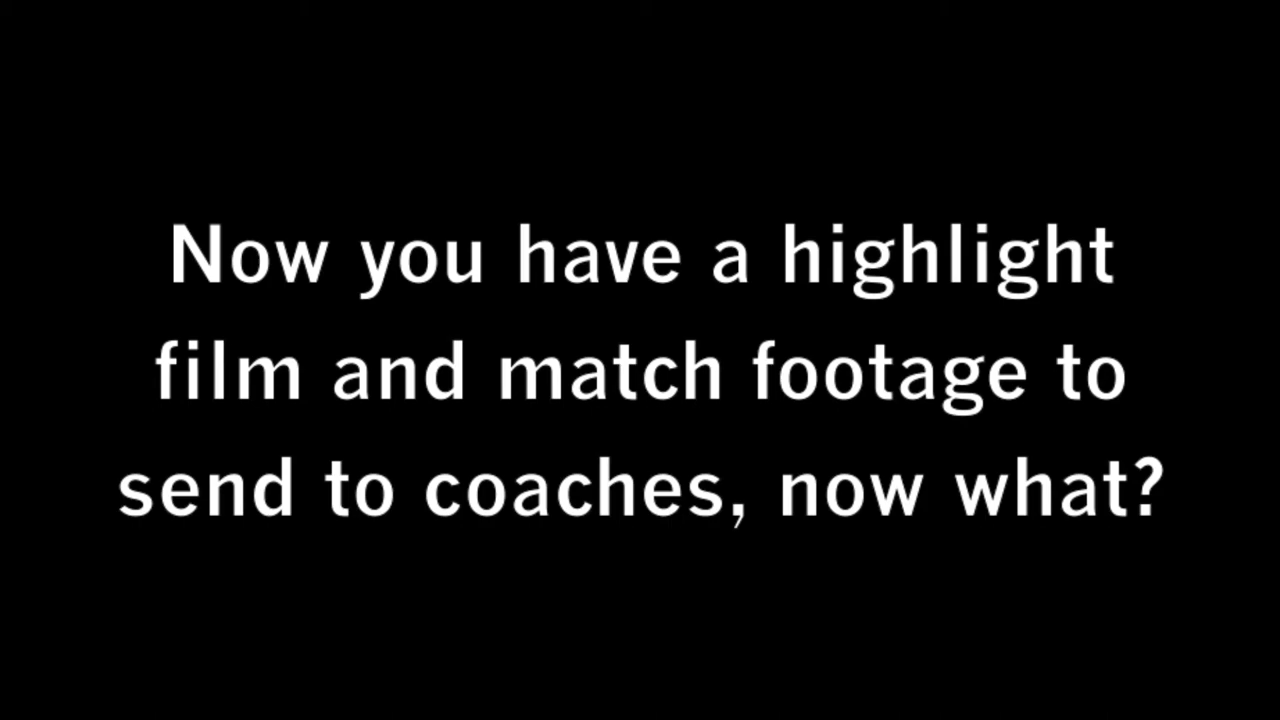 Now you have a highlight
film and match footage to
send to coaches, now what?